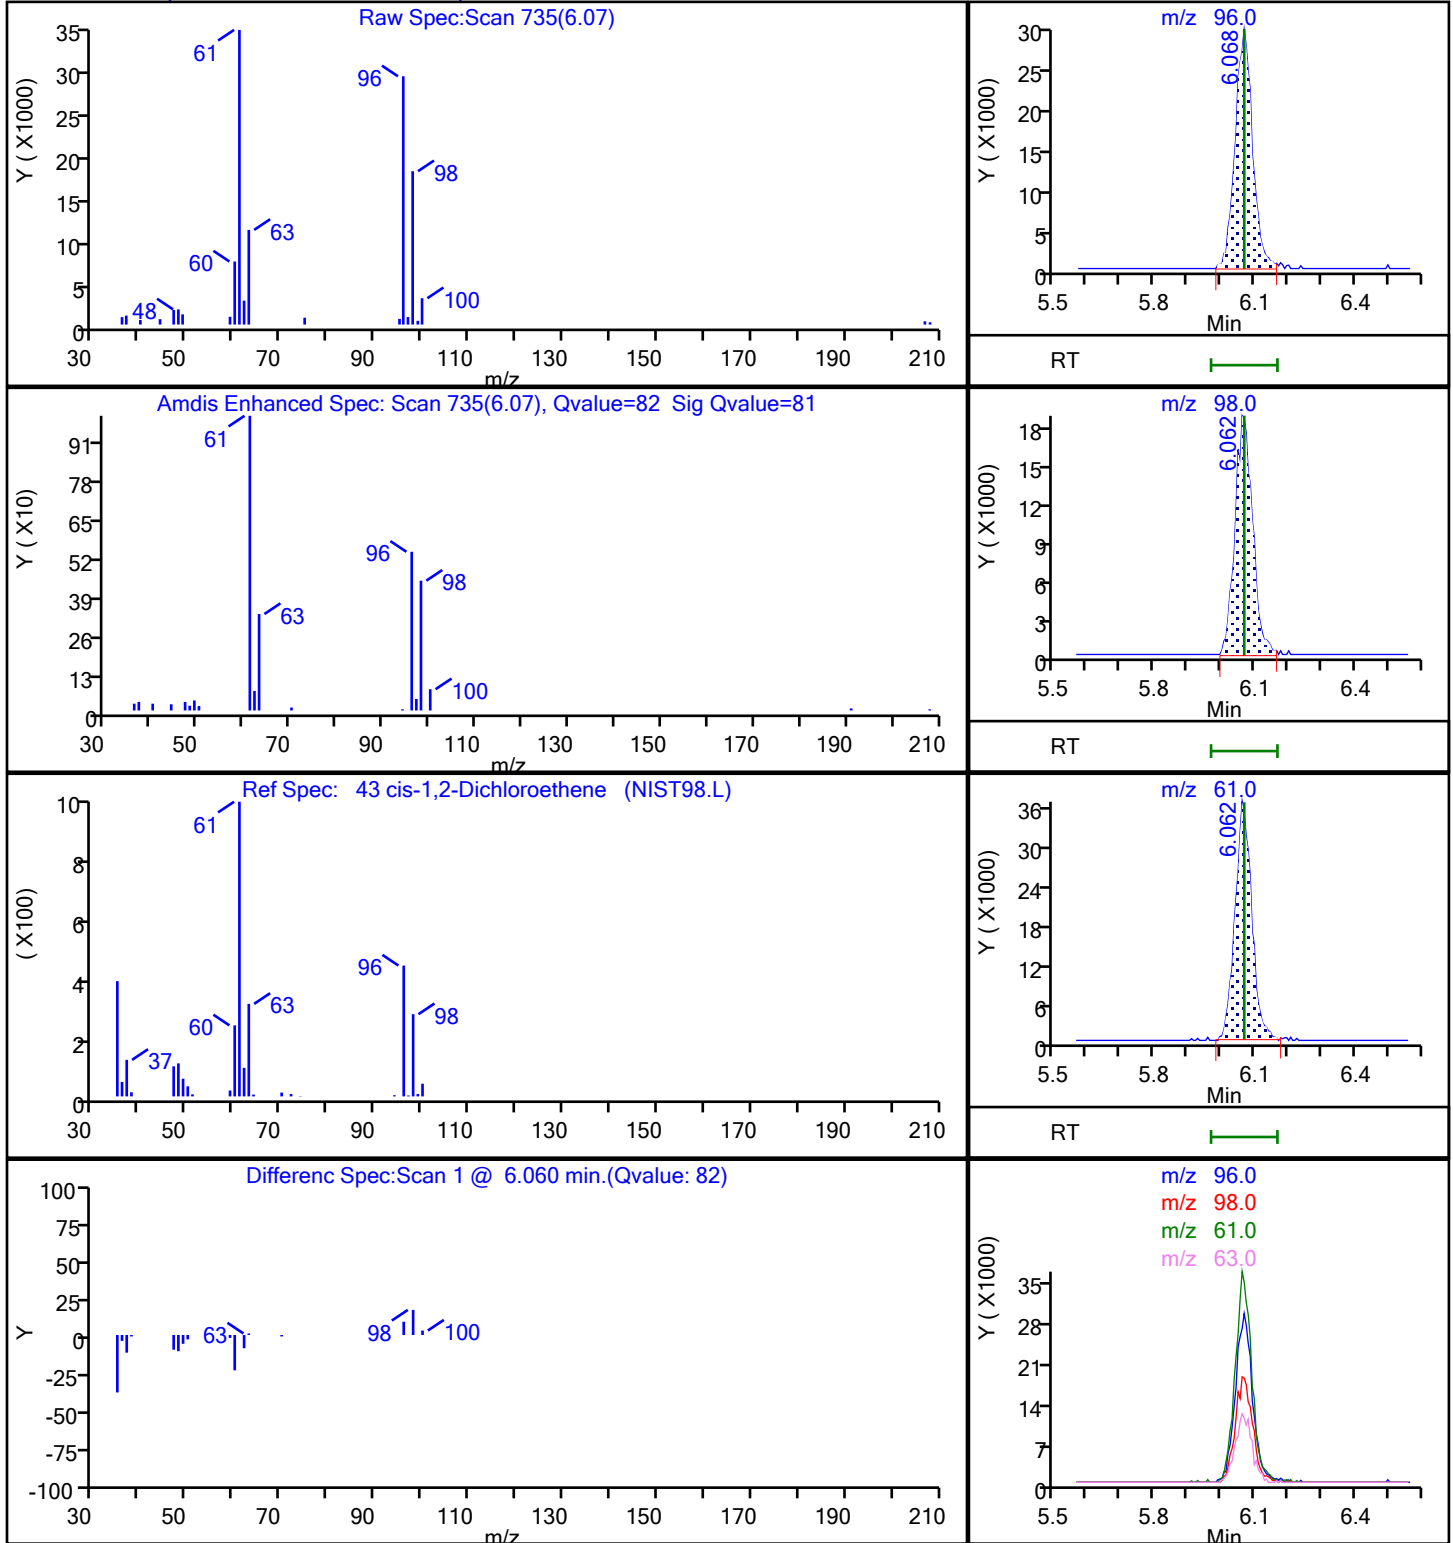 Raw Spec:Scan 735(6.07)
35
30
25
20
15
10
5
0
Y ( X1000)
61
96
98
63
60
48
100
30 50 70 90 110 130 150 170 190 210
m/z
m/z 96.0
30
25
20
15
10
5
0
Y ( X1000)
6.068
5.5 5.8 6.1 6.4
Min
RT
Amdis Enhanced Spec: Scan 735(6.07), Qvalue=82 Sig Qvalue=81
91
78
65
52
39
26
13
0
Y ( X10)
61
96
98
63
100
30 50 70 90 110 130 150 170 190 210
m/z
m/z 98.0
18
15
12
9
6
3
0
Y ( X1000)
6.062
5.5 5.8 6.1 6.4
Min
RT
Ref Spec: 43 cis-1,2-Dichloroethene (NIST98.L)
10
8
6
4
2
0
( X100)
61
96
98
63
60
37
30 50 70 90 110 130 150 170 190 210
m/z 61.0
36
30
24
18
12
6
0
Y ( X1000)
6.062
5.5 5.8 6.1 6.4
Min
RT
Differenc Spec:Scan 1 @ 6.060 min.(Qvalue: 82)
100
75
50
25
0
-25
-50
-75
-100
Y
63
98
100
30 50 70 90 110 130 150 170 190 210
m/z
m/z 96.0
m/z 98.0
m/z 61.0
m/z 63.0
35
28
21
14
7
0
Y ( X1000)
5.5 5.8 6.1 6.4
Min